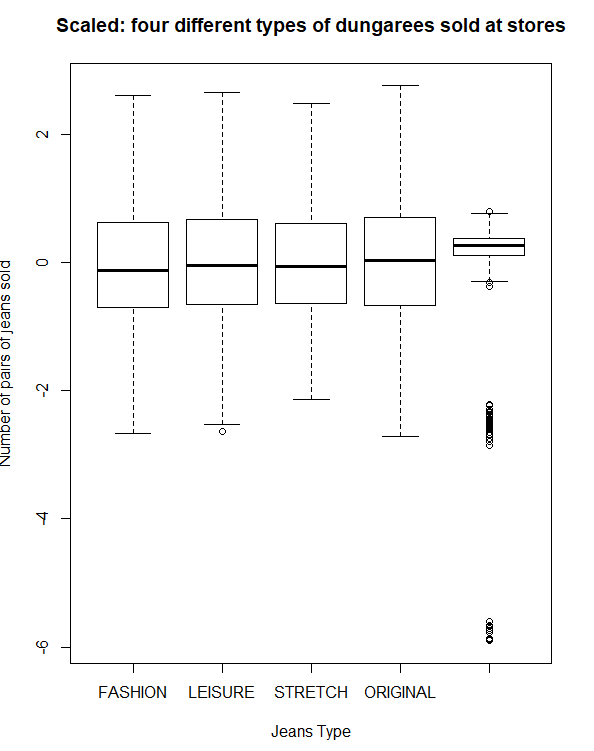 Scaled: four different types of dungarees sold at stores
Number of pairs of jeans sold
2
0
-2
-4
-6
FASHION LEISURE STRETCH ORIGINAL
Jeans Type